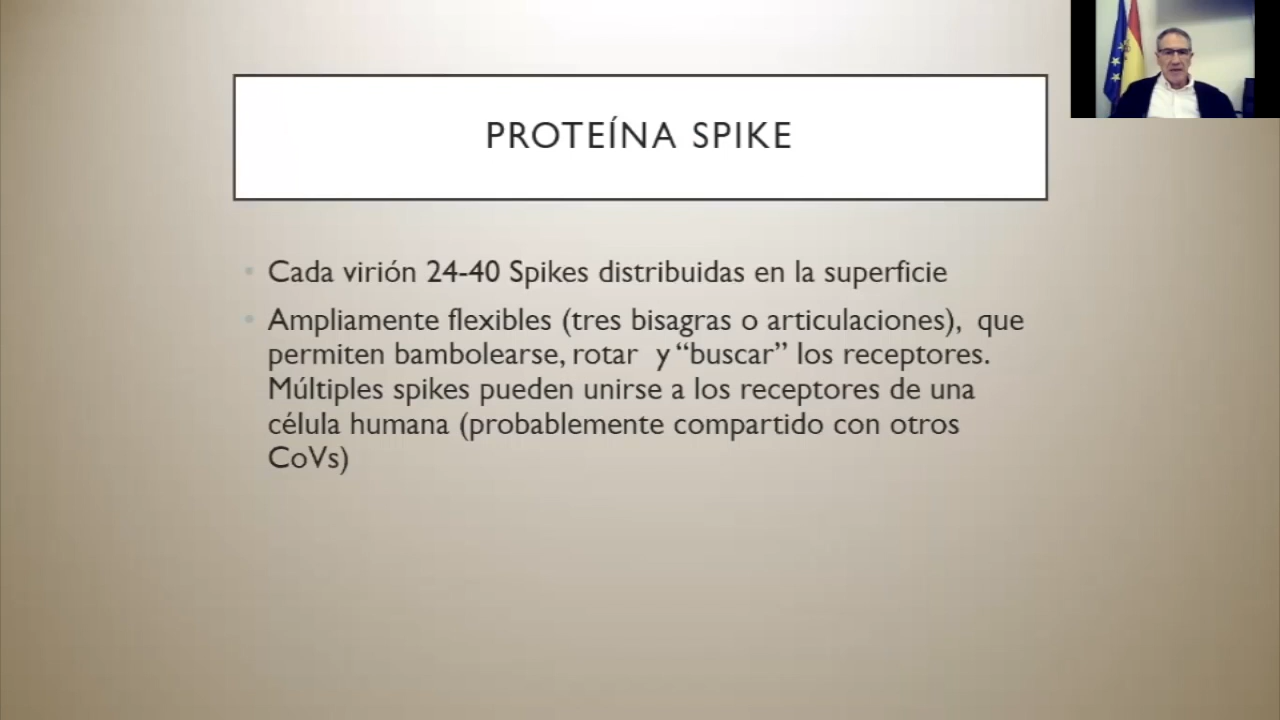 PROTEÍNA SPIKE
Cada virión 24-40 Spikes distribuidas en la superficie
Ampliamente flexibles (tres bisagras o articulaciones), que
permiten bambolearse, rotar y “buscar” los receptores.
Múltiples spikes pueden unirse a los receptores de una
célula humana (probablemente compartido con otros
CoVs)